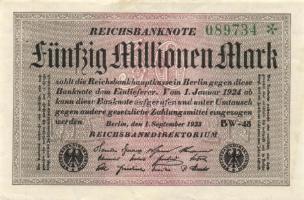 REICHSBANKNOTE
089734 *
Fünfzig Millionen Mark
zahlt die Reichsbankhauptkasse in Berlin gegen diese
Banknote dem Einlieferer. Vom 1. Januar 1924 ab
kann diese Banknote aufgerufen und unter Umtausch
gegen andere gesetzliche Zahlungsmittel eingezogen
werden.
Berlin, den 1. September 1923
BW-48
REICHSBANKDIREKTORIUM